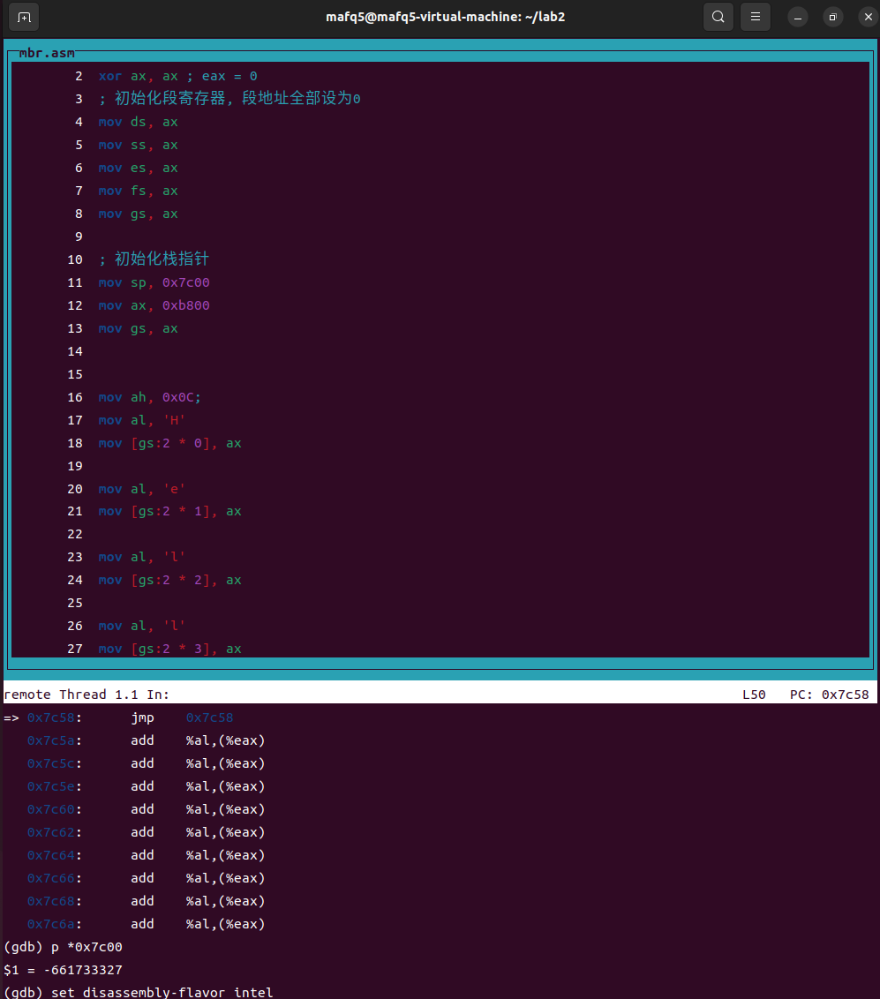 mafq5@mafq5-virtual-machine: ~/lab2
mbr.asm
2 xor ax, ax ; eax = 0
3 ; 初始化段寄存器, 段地址全部设为0
4 mov ds, ax
5 mov ss, ax
6 mov es, ax
7 mov fs, ax
8 mov gs, ax
9
10 ; 初始化栈指针
11 mov sp, 0x7c00
12 mov ax, 0xb800
13 mov gs, ax
14
15
16 mov ah, 0x0C;
17 mov al, 'H'
18 mov [gs:2 * 0], ax
19
20 mov al, 'e'
21 mov [gs:2 * 1], ax
22
23 mov al, 'l'
24 mov [gs:2 * 2], ax
25
26 mov al, 'l'
27 mov [gs:2 * 3], ax
remote Thread 1.1 In: L50 PC: 0x7c58
=> 0x7c58: jmp 0x7c58
0x7c5a: add %al,(%eax)
0x7c5c: add %al,(%eax)
0x7c5e: add %al,(%eax)
0x7c60: add %al,(%eax)
0x7c62: add %al,(%eax)
0x7c64: add %al,(%eax)
0x7c66: add %al,(%eax)
0x7c68: add %al,(%eax)
0x7c6a: add %al,(%eax)
(gdb) p *0x7c00
$1 = -661733327
(gdb) set disassembly-flavor intel